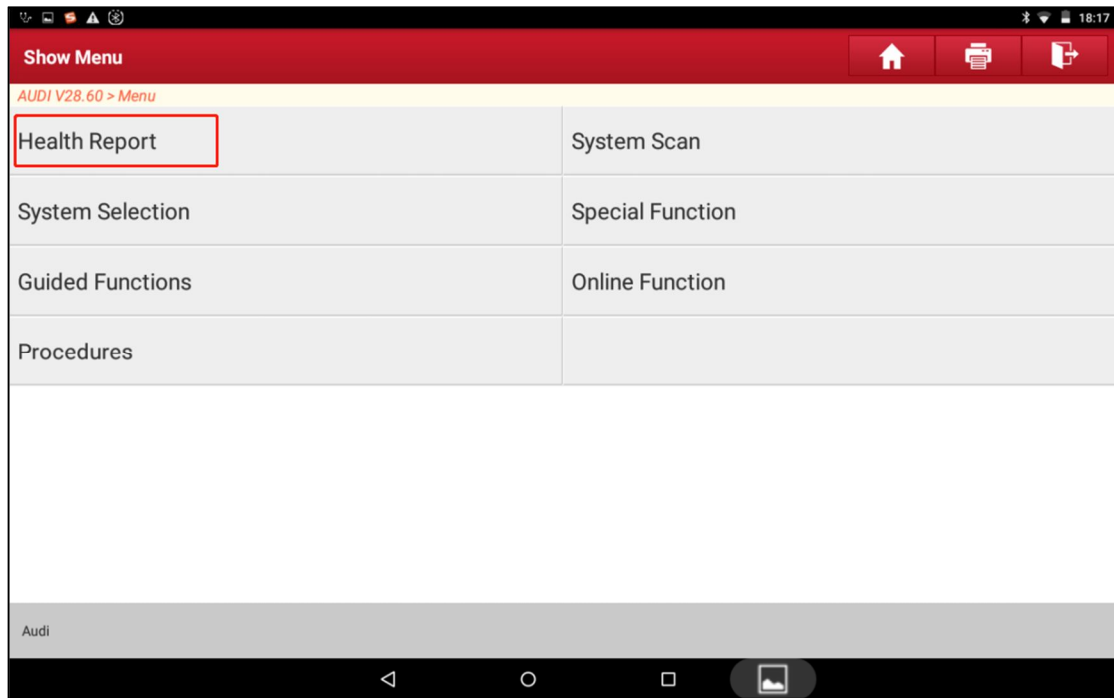 18:17
Show Menu
AUDI V28.60 > Menu
Health Report
System Scan
System Selection
Special Function
Guided Functions
Online Function
Procedures
Audi